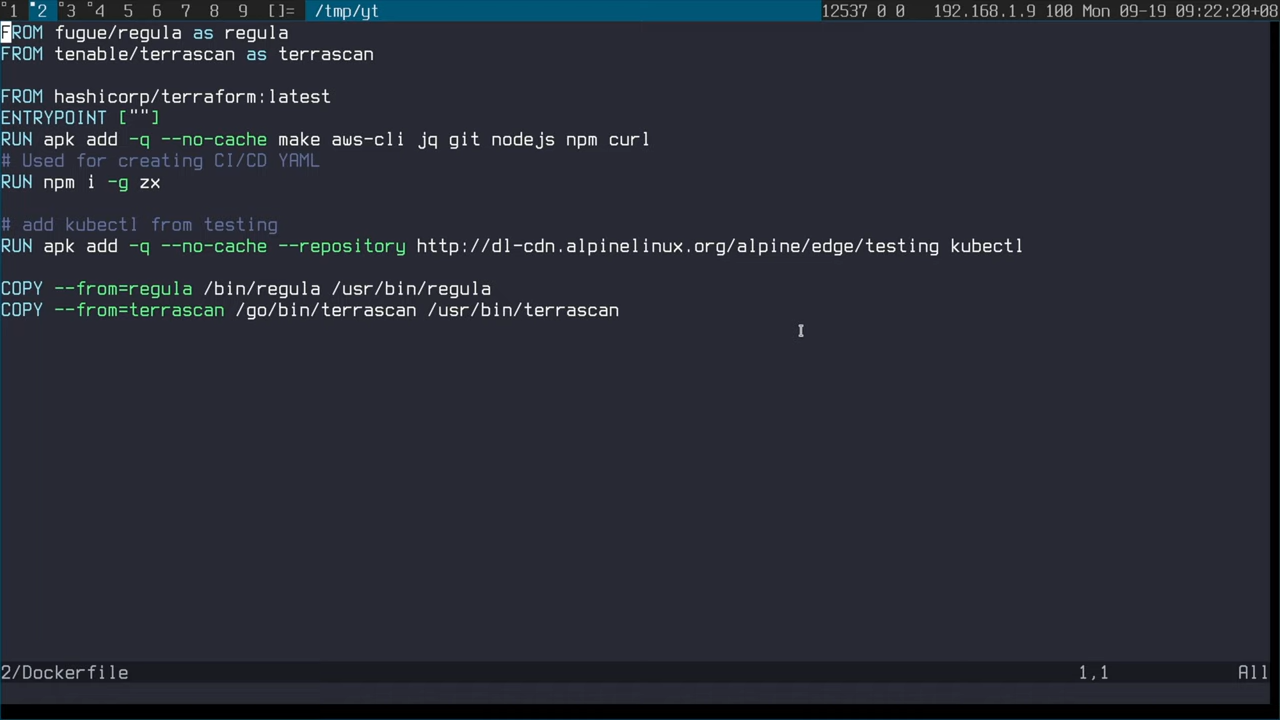 1 2 3 4 5 6 7 8 9 []= /tmp/yt 12537 0 0 192.168.1.9 100 Mon 09-19 09:22:20+08
FROM fugue/regula as regula
FROM tenable/terrascan as terrascan
FROM hashicorp/terraform:latest
ENTRYPOINT [""]
RUN apk add -q --no-cache make aws-cli jq git nodejs npm curl
# Used for creating CI/CD YAML
RUN npm i -g zx
# add kubectl from testing
RUN apk add -q --no-cache --repository http://dl-cdn.alpinelinux.org/alpine/edge/testing kubectl
COPY --from=regula /bin/regula /usr/bin/regula
COPY --from=terrascan /go/bin/terrascan /usr/bin/terrascan
2/Dockerfile 1,1 All